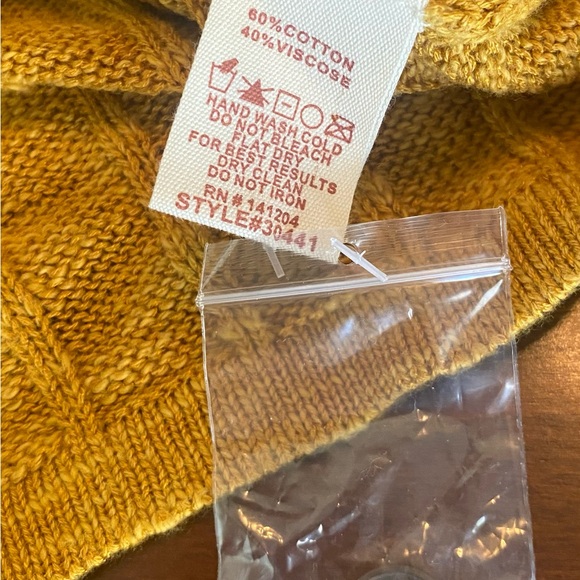 60%COTTON
40%VISCOSE
HAND WASH COLD
DO NOT BLEACH
FLEAT DRY
FOR BEST RESULTS
DRY CLEAN
DO NOT IRON
RN # 141204
STYLE#30441